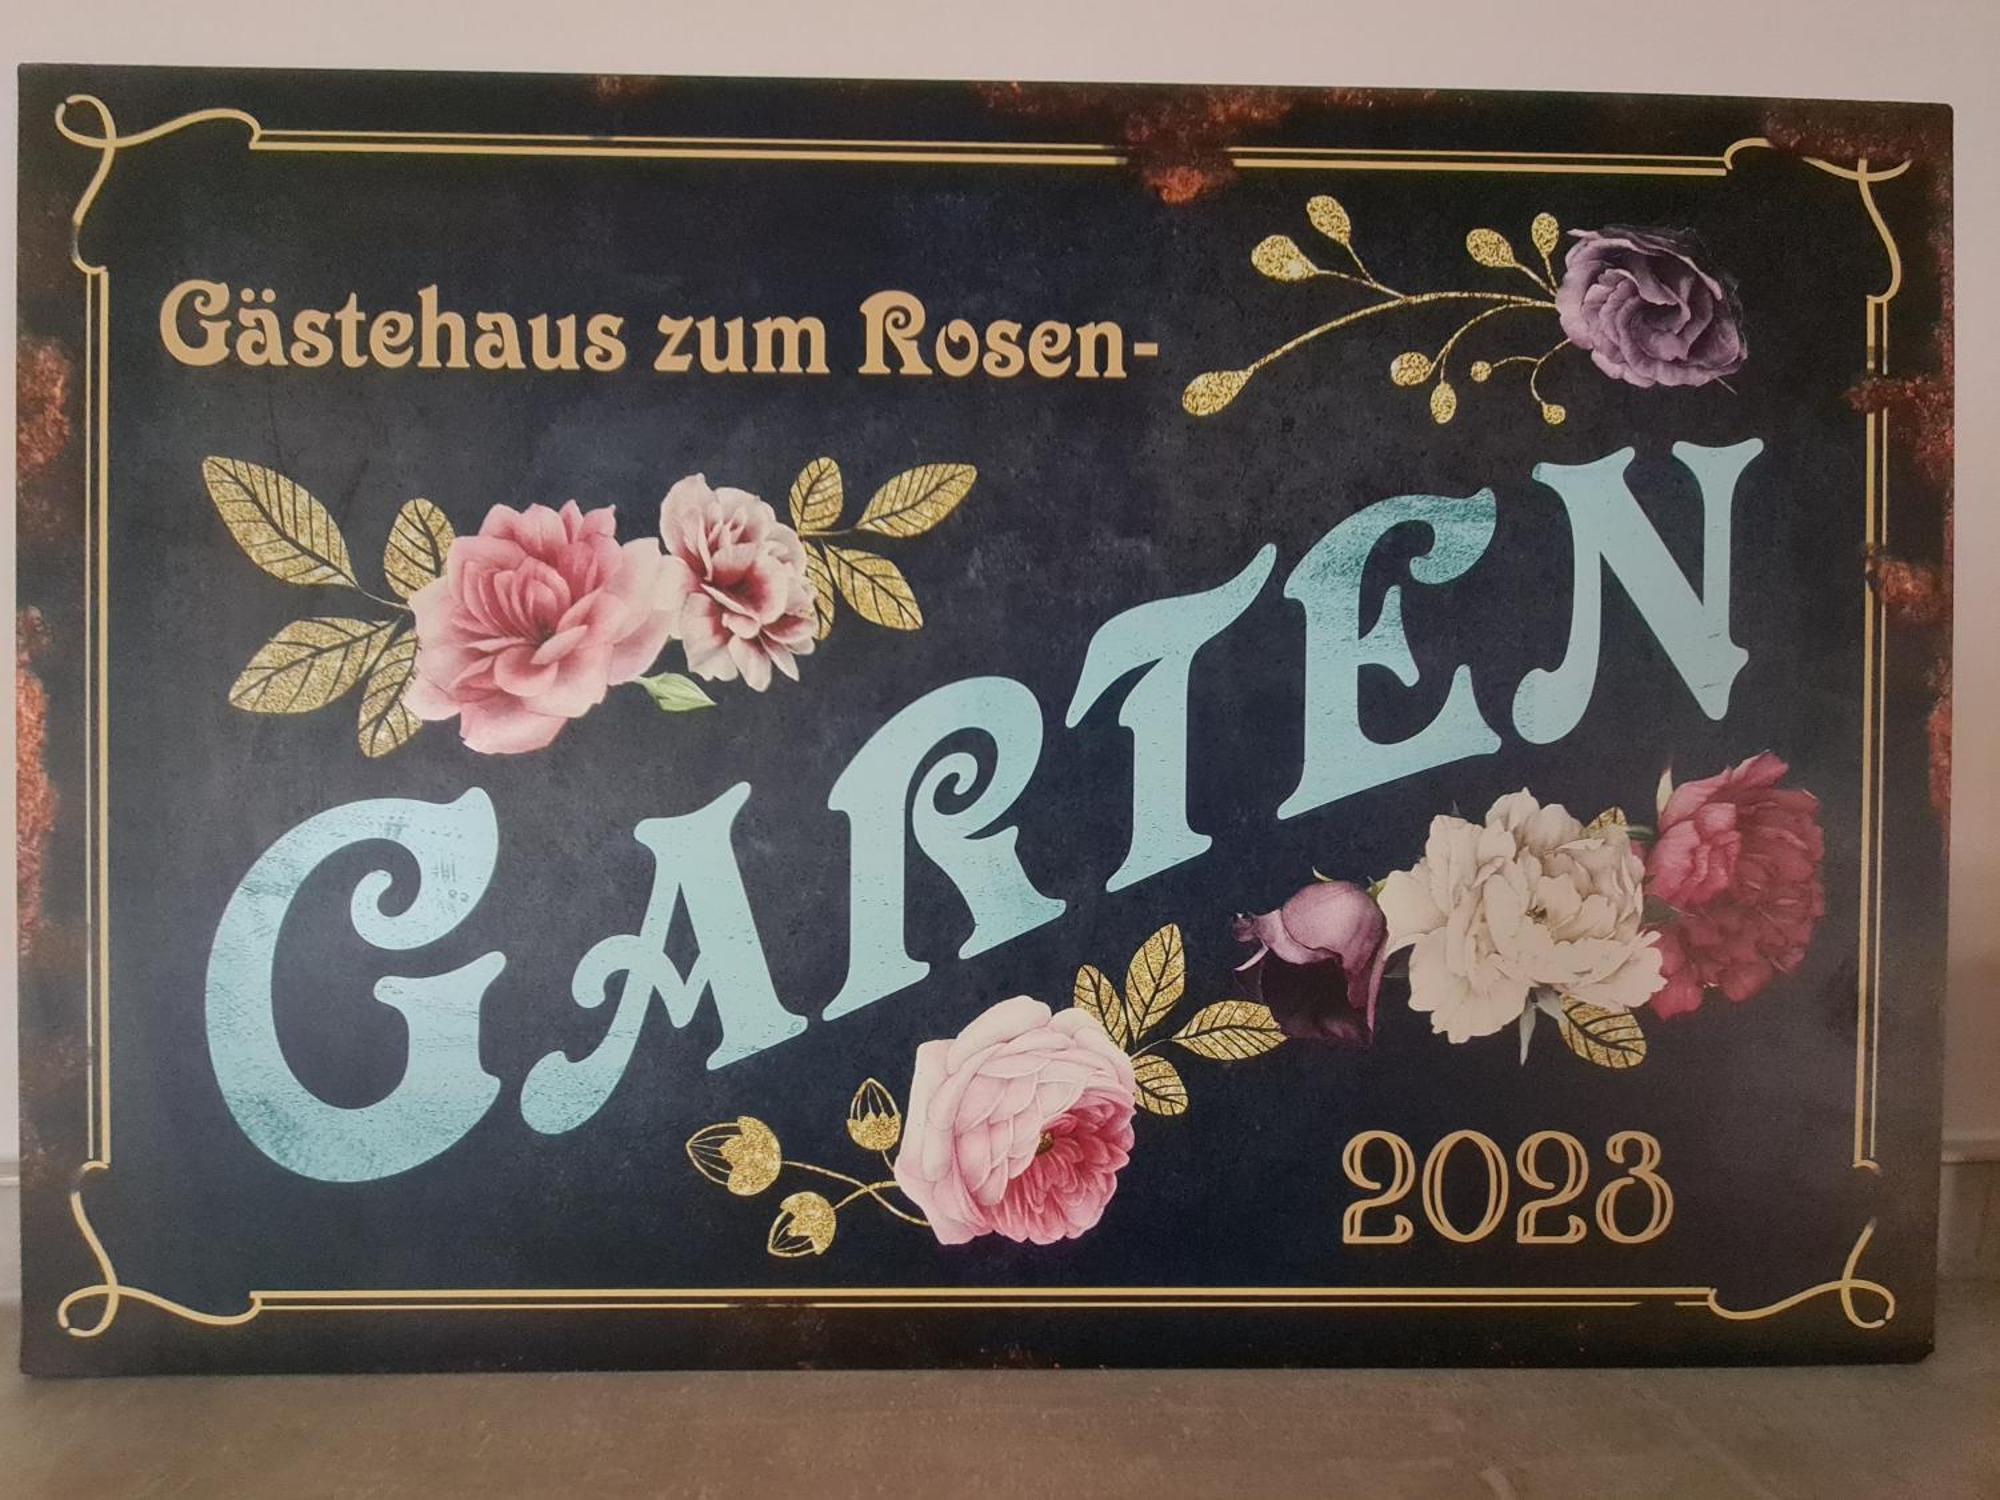 Gästehaus zum Rosen-
GARTEN
2023